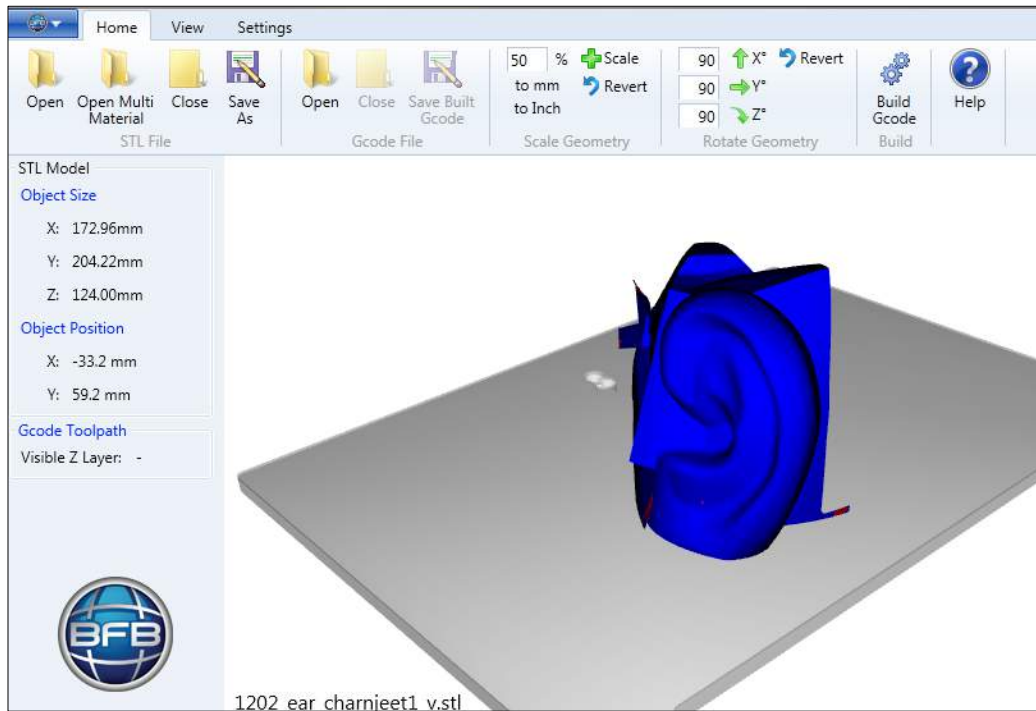 Home View Settings
50 % Scale 90 X° Revert
to mm Revert 90 Y°
to Inch 90 Z°
Open Open Multi Material Close Save As Open Close Save Built Gcode Build Gcode Help
STL File Gcode File Scale Geometry Rotate Geometry Build
STL Model
Object Size
X: 172.96mm
Y: 204.22mm
Z: 124.00mm
Object Position
X: -33.2 mm
Y: 59.2 mm
Gcode Toolpath
Visible Z Layer: -
BFB
1202 ear charnjeet1 v.stl